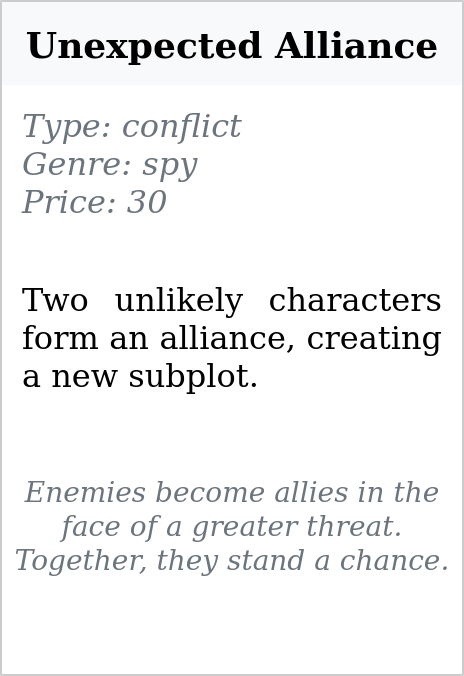 Unexpected Alliance
Type: conflict
Genre: spy
Price: 30
Two unlikely characters
form an alliance, creating
a new subplot.
Enemies become allies in the
face of a greater threat.
Together, they stand a chance.